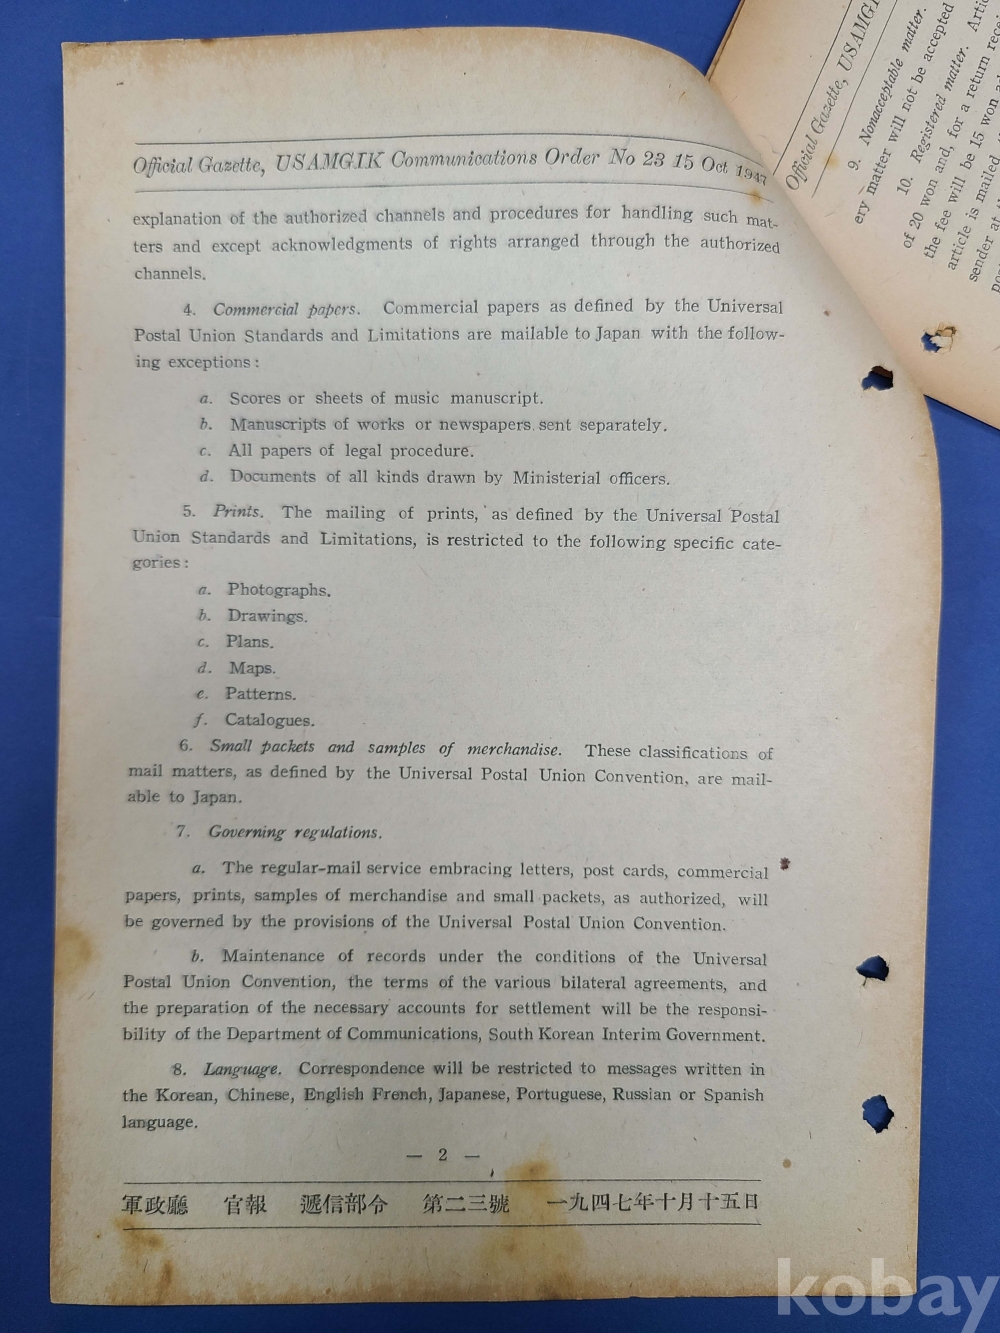 Official Gazette, USAMGIK Communications Order No 23 15 Oct 1947
explanation of the authorized channels and procedures for handling such mat-
ters and except acknowledgments of rights arranged through the authorized
channels.
4. Commercial papers. Commercial papers as defined by the Universal
Postal Union Standards and Limitations are mailable to Japan with the follow-
ing exceptions:
a. Scores or sheets of music manuscript.
b. Manuscripts of works or newspapers sent separately.
c. All papers of legal procedure.
d. Documents of all kinds drawn by Ministerial officers.
5. Prints. The mailing of prints, as defined by the Universal Postal
Union Standards and Limitations, is restricted to the following specific cate-
gories:
a. Photographs.
b. Drawings.
c. Plans.
d. Maps.
e. Patterns.
f. Catalogues.
6. Small packets and samples of merchandise. These classifications of
mail matters, as defined by the Universal Postal Union Convention, are mail-
able to Japan.
7. Governing regulations.
a. The regular-mail service embracing letters, post cards, commercial
papers, prints, samples of merchandise and small packets, as authorized, will
be governed by the provisions of the Universal Postal Union Convention.
b. Maintenance of records under the conditions of the Universal
Postal Union Convention, the terms of the various bilateral agreements, and
the preparation of the necessary accounts for settlement will be the responsi-
bility of the Department of Communications, South Korean Interim Government.
8. Language. Correspondence will be restricted to messages written in
the Korean, Chinese, English French, Japanese, Portuguese, Russian or Spanish
language.
— 2 —
軍政廳 官報 遞信部令 第二三號 一九四七年十月十五日
Official Gazette, USAMGI
9. Nonacceptable matter.
ery matter will not be accepted
10. Registered matter. Artic
of 20 won and, for a return rece
the fee will be 15 won
article is mailed
sender at
kobay